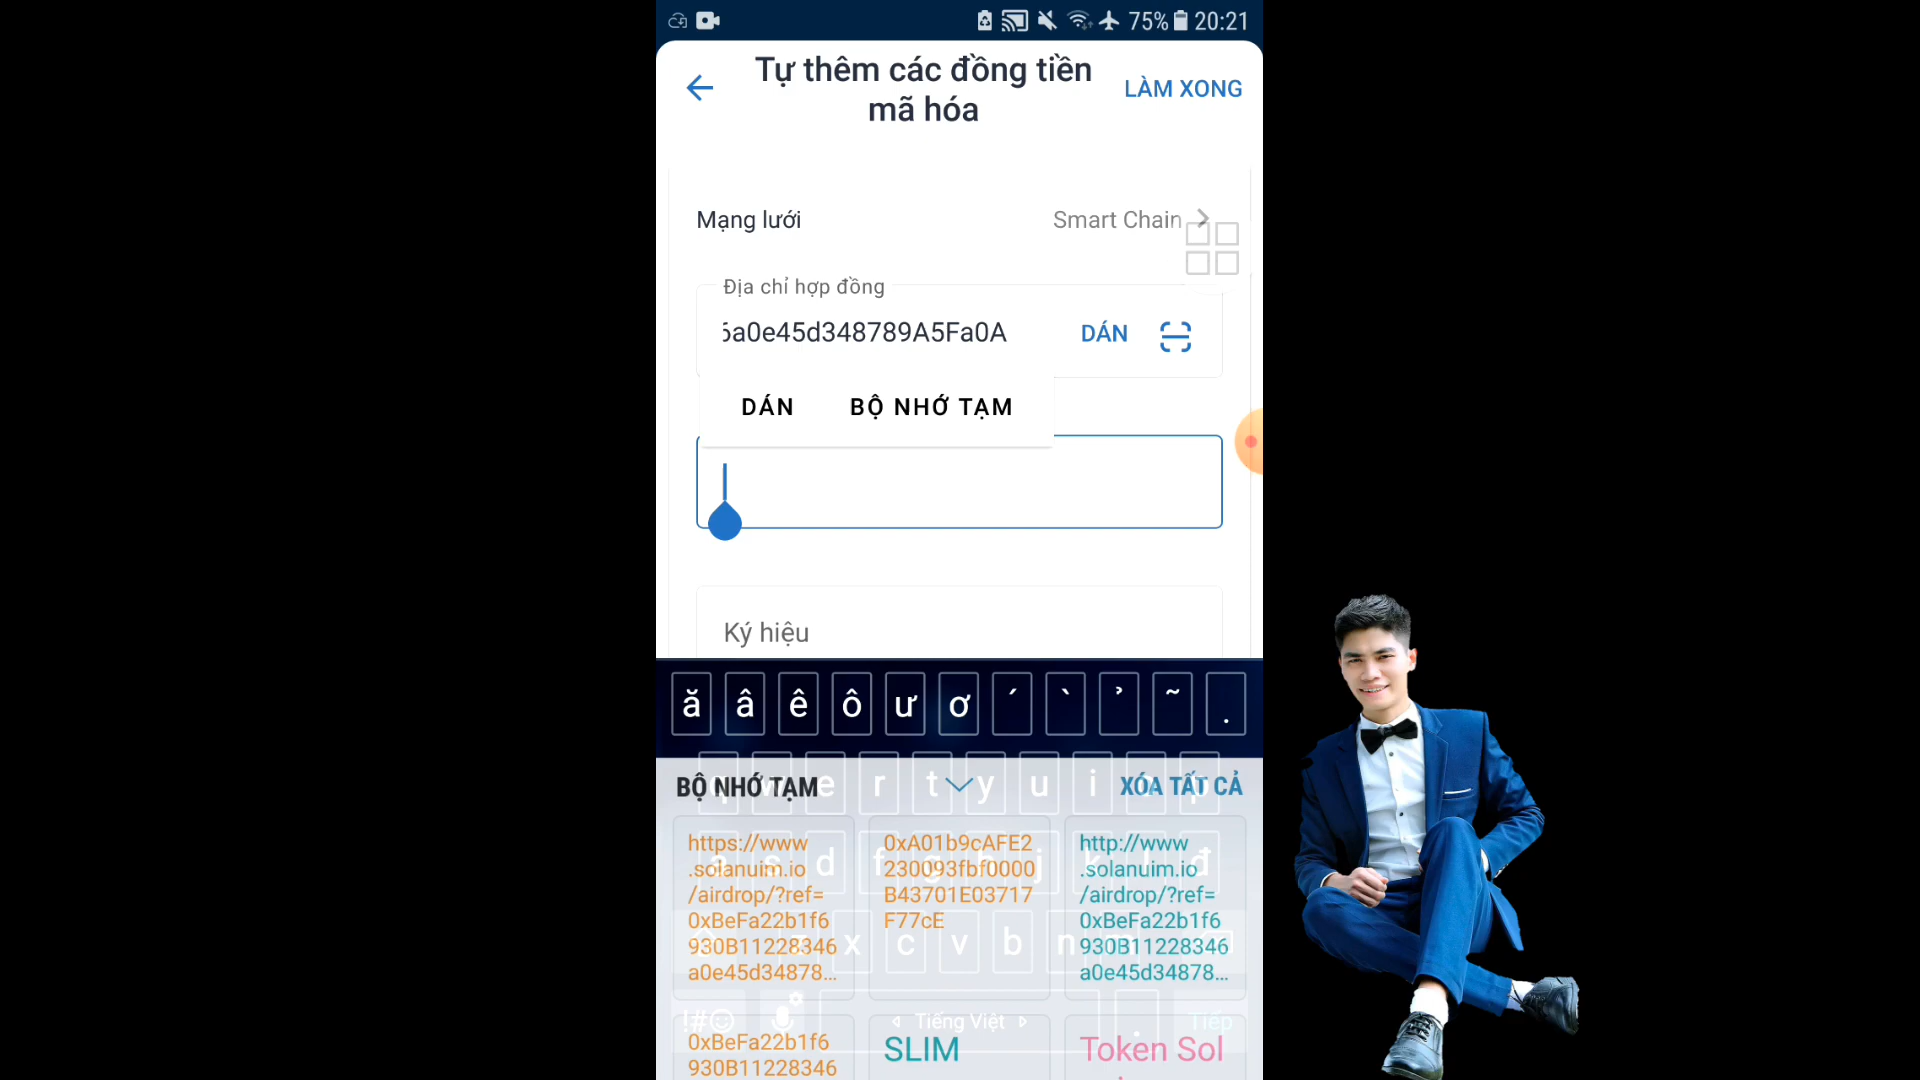 75% 20:21
Tự thêm các đồng tiền
mã hóa
LÀM XONG
Mạng lưới
Smart Chain
Địa chỉ hợp đồng
6a0e45d348789A5Fa0A
DÁN
DÁN
BỘ NHỚ TẠM
Ký hiệu
ă â ê ô ư ơ ´ ` ̉ ~ .
q w e r t y u i o p
BỘ NHỚ TẠM
XÓA TẤT CẢ
a s d f g h j k l đ
https://www
.solanuim.io
/airdrop/?ref=
0xBeFa22b1f6
930B11228346
a0e45d34878...
0xA01b9cAFE2
230093fbf0000
B43701E03717
F77cE
http://www
.solanuim.io
/airdrop/?ref=
0xBeFa22b1f6
930B11228346
a0e45d34878...
z x c v b n m
!#☺
Tiếng Việt
.
Tiếp
0xBeFa22b1f6
930B11228346
SLIM
Token Sol